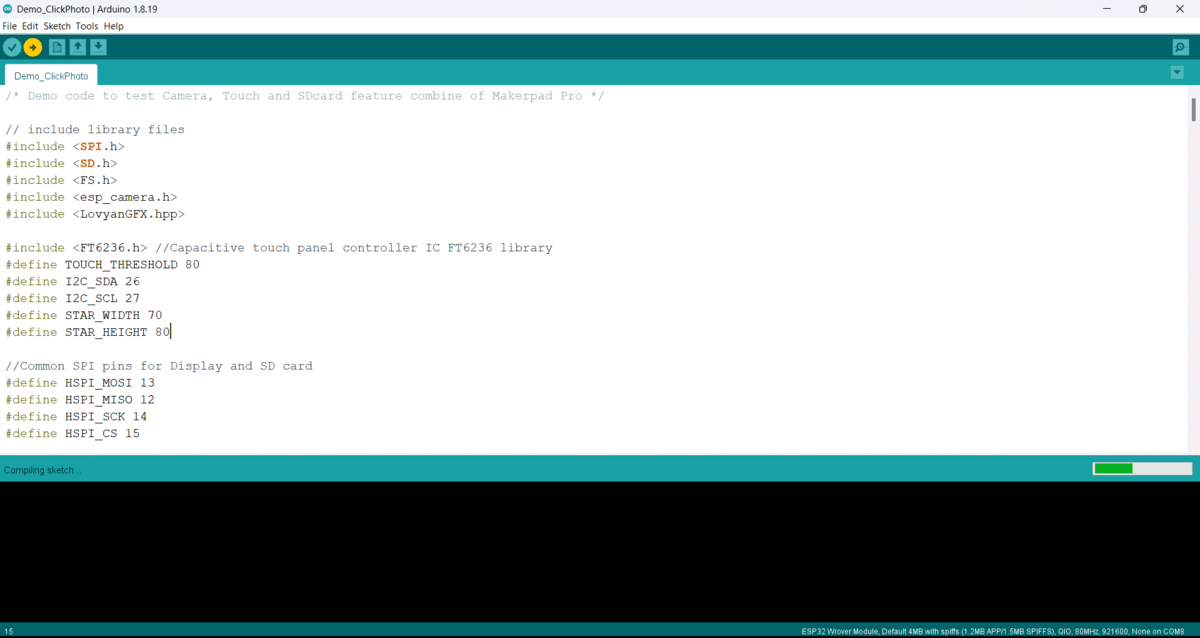 Demo_ClickPhoto | Arduino 1.8.19
File Edit Sketch Tools Help
Demo_ClickPhoto
/* Demo code to test Camera, Touch and SDcard feature combine of Makerpad Pro */
// include library files
#include <SPI.h>
#include <SD.h>
#include <FS.h>
#include <esp_camera.h>
#include <LovyanGFX.hpp>
#include <FT6236.h> //Capacitive touch panel controller IC FT6236 library
#define TOUCH_THRESHOLD 80
#define I2C_SDA 26
#define I2C_SCL 27
#define STAR_WIDTH 70
#define STAR_HEIGHT 80
//Common SPI pins for Display and SD card
#define HSPI_MOSI 13
#define HSPI_MISO 12
#define HSPI_SCK 14
#define HSPI_CS 15
Compiling sketch...
15
ESP32 Wrover Module, Default 4MB with spiffs (1.2MB APP/1.5MB SPIFFS), QIO, 80MHz, 921600, None on COM8